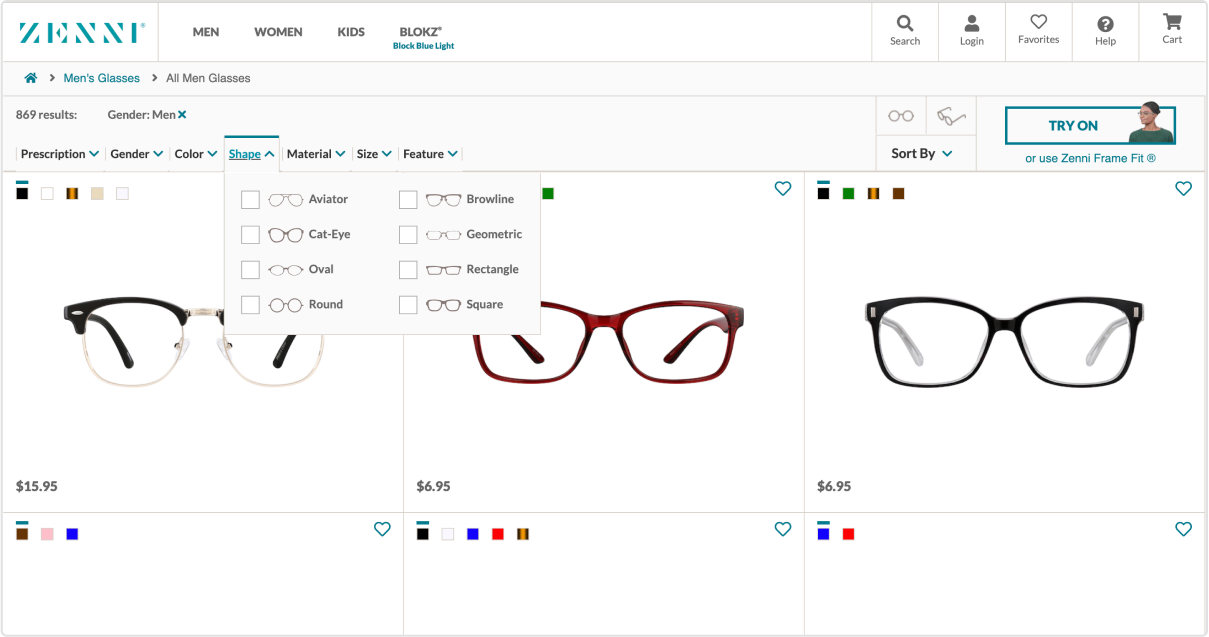 ZENNI®
MEN
WOMEN
KIDS
BLOKZ®
Block Blue Light
Search
Login
Favorites
Help
Cart
Men's Glasses
All Men Glasses
869 results:
Gender: Men
TRY ON
or use Zenni Frame Fit ®
Prescription
Gender
Color
Shape
Material
Size
Feature
Sort By
Aviator
Browline
Cat-Eye
Geometric
Oval
Rectangle
Round
Square
$15.95
$6.95
$6.95